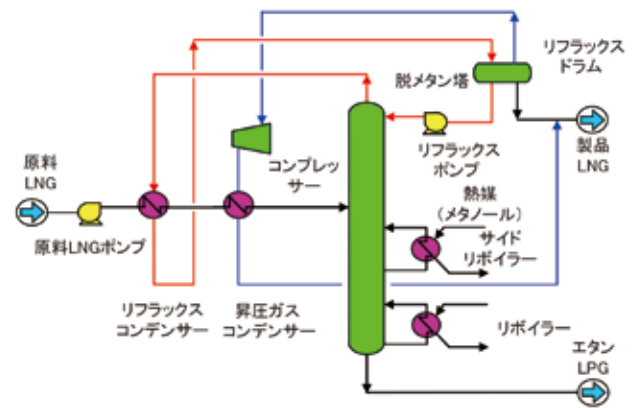 リフラックス
ドラム
脱メタン塔
製品
LNG
リフラックス
ポンプ
コンプレッ
サー
原料
LNG
熱媒
(メタノール)
サイド
リボイラー
原料LNGポンプ
リフラックス
コンデンサー
昇圧ガス
コンデンサー
リボイラー
エタン
LPG